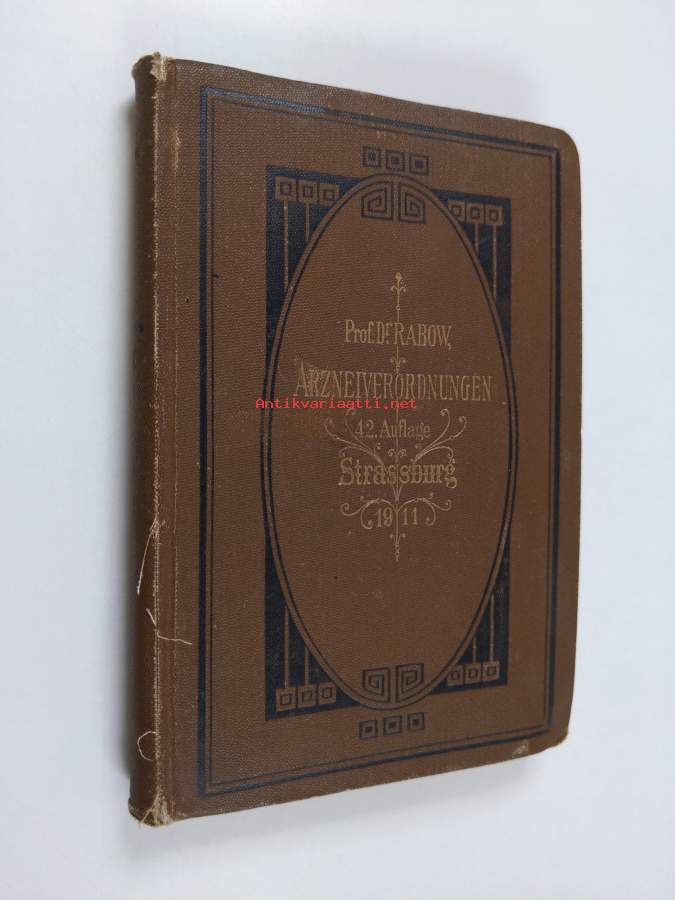 Prof. Dr. RABOW,
ARZNEIVERORDNUNGEN
Antikvariaatti.net
42. Auflage
Strassburg
1911